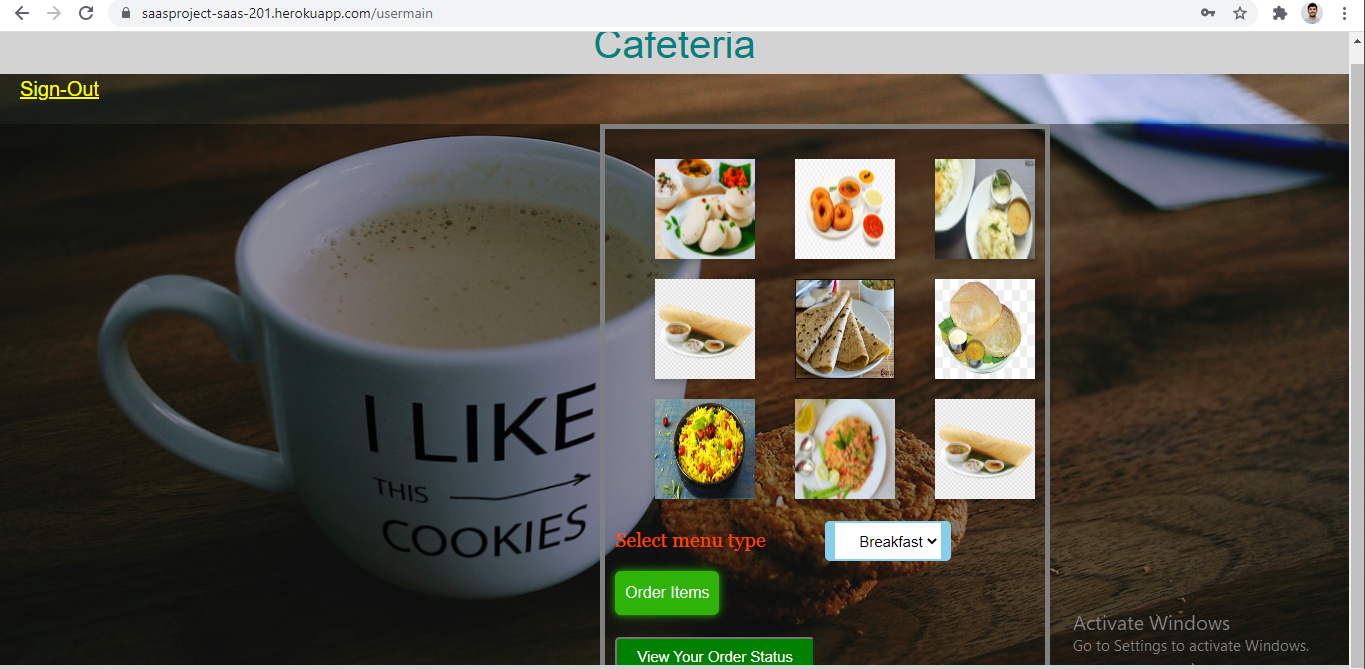 saasproject-saas-201.herokuapp.com/usermain
Cafeteria
Sign-Out
I LIKE
THIS
COOKIES
Select menu type
Breakfast
Order Items
View Your Order Status
Activate Windows
Go to Settings to activate Windows.